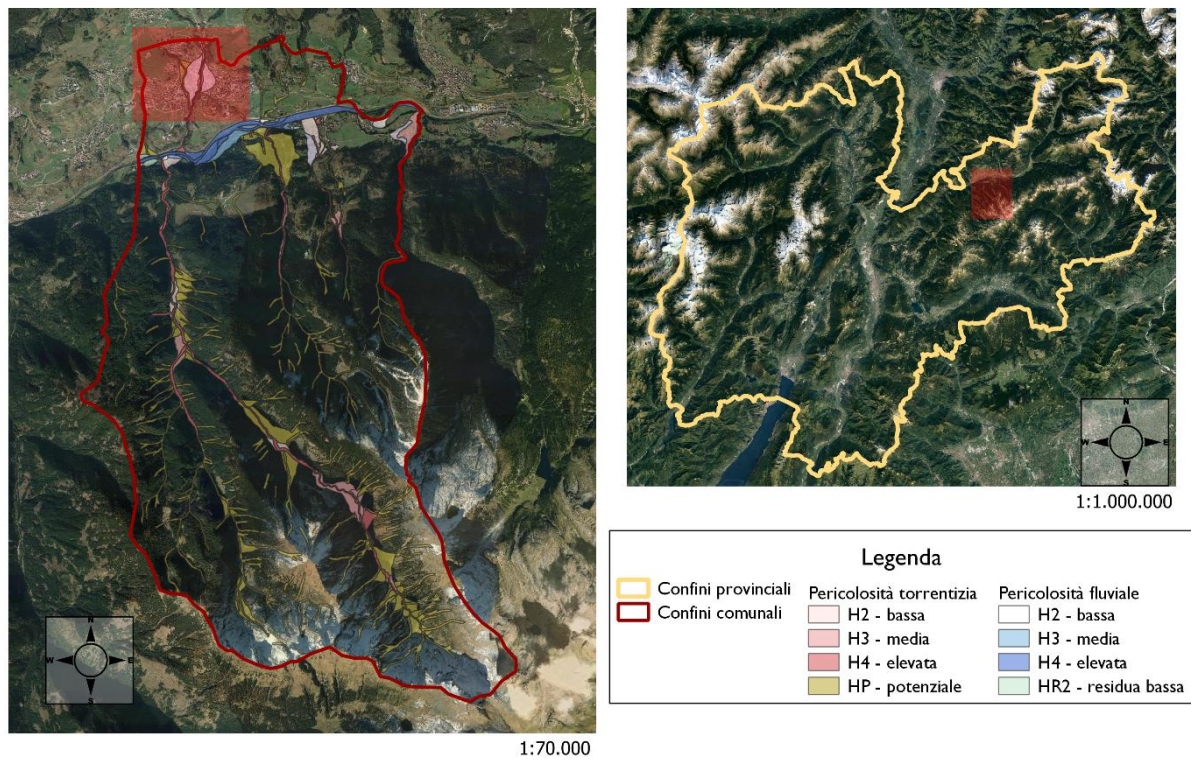 N
W E
S
1:70.000
N
W E
S
1:1.000.000
Legenda
Confini provinciali
Confini comunali
Pericolosità torrentizia
H2 - bassa
H3 - media
H4 - elevata
HP - potenziale
Pericolosità fluviale
H2 - bassa
H3 - media
H4 - elevata
HR2 - residua bassa